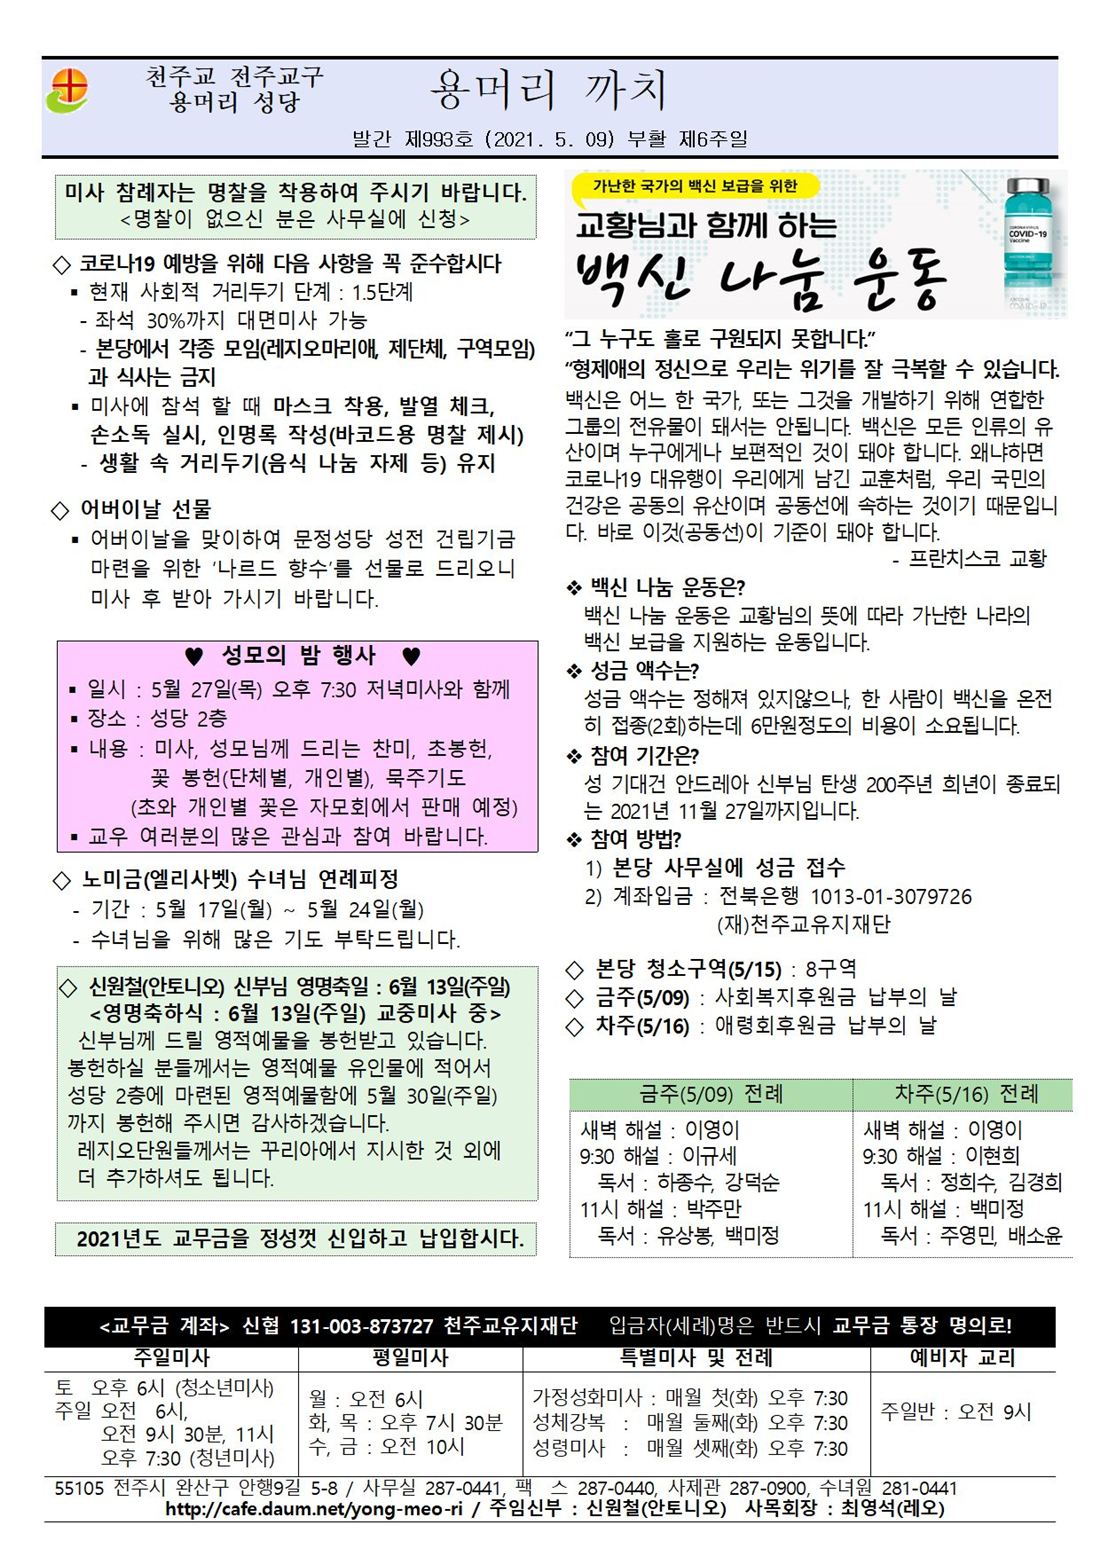 천주교 전주교구
용머리 성당
용머리 까치
발간 제993호 (2021. 5. 09) 부활 제6주일
미사 참례자는 명찰을 착용하여 주시기 바랍니다.
<명찰이 없으신 분은 사무실에 신청>
◇ 코로나19 예방을 위해 다음 사항을 꼭 준수합시다
▪ 현재 사회적 거리두기 단계 : 1.5단계
- 좌석 30%까지 대면미사 가능
- 본당에서 각종 모임(레지오마리애, 제단체, 구역모임)
과 식사는 금지
▪ 미사에 참석 할 때 마스크 착용, 발열 체크,
손소독 실시, 인명록 작성(바코드용 명찰 제시)
- 생활 속 거리두기(음식 나눔 자제 등) 유지
◇ 어버이날 선물
▪ 어버이날을 맞이하여 문정성당 성전 건립기금
마련을 위한 ‘나르드 향수’를 선물로 드리오니
미사 후 받아 가시기 바랍니다.
♥ 성모의 밤 행사 ♥
▪ 일시 : 5월 27일(목) 오후 7:30 저녁미사와 함께
▪ 장소 : 성당 2층
▪ 내용 : 미사, 성모님께 드리는 찬미, 초봉헌,
꽃 봉헌(단체별, 개인별), 묵주기도
(초와 개인별 꽃은 자모회에서 판매 예정)
▪ 교우 여러분의 많은 관심과 참여 바랍니다.
◇ 노미금(엘리사벳) 수녀님 연례피정
- 기간 : 5월 17일(월) ~ 5월 24일(월)
- 수녀님을 위해 많은 기도 부탁드립니다.
◇ 신원철(안토니오) 신부님 영명축일 : 6월 13일(주일)
<영명축하식 : 6월 13일(주일) 교중미사 중>
신부님께 드릴 영적예물을 봉헌받고 있습니다.
봉헌하실 분들께서는 영적예물 유인물에 적어서
성당 2층에 마련된 영적예물함에 5월 30일(주일)
까지 봉헌해 주시면 감사하겠습니다.
레지오단원들께서는 꾸리아에서 지시한 것 외에
더 추가하셔도 됩니다.
2021년도 교무금을 정성껏 신입하고 납입합시다.
가난한 국가의 백신 보급을 위한
교황님과 함께 하는
백신 나눔 운동
CORONAVIRUS
COVID-19
Vaccine
“그 누구도 홀로 구원되지 못합니다.”
“형제애의 정신으로 우리는 위기를 잘 극복할 수 있습니다.
백신은 어느 한 국가, 또는 그것을 개발하기 위해 연합한
그룹의 전유물이 돼서는 안됩니다. 백신은 모든 인류의 유
산이며 누구에게나 보편적인 것이 돼야 합니다. 왜냐하면
코로나19 대유행이 우리에게 남긴 교훈처럼, 우리 국민의
건강은 공동의 유산이며 공동선에 속하는 것이기 때문입니
다. 바로 이것(공동선)이 기준이 돼야 합니다.
- 프란치스코 교황
❖ 백신 나눔 운동은?
백신 나눔 운동은 교황님의 뜻에 따라 가난한 나라의
백신 보급을 지원하는 운동입니다.
❖ 성금 액수는?
성금 액수는 정해져 있지않으나, 한 사람이 백신을 온전
히 접종(2회)하는데 6만원정도의 비용이 소요됩니다.
❖ 참여 기간은?
성 기대건 안드레아 신부님 탄생 200주년 희년이 종료되
는 2021년 11월 27일까지입니다.
❖ 참여 방법?
1) 본당 사무실에 성금 접수
2) 계좌입금 : 전북은행 1013-01-3079726
(재)천주교유지재단
◇ 본당 청소구역(5/15) : 8구역
◇ 금주(5/09) : 사회복지후원금 납부의 날
◇ 차주(5/16) : 애령회후원금 납부의 날
금주(5/09) 전례 차주(5/16) 전례
새벽 해설 : 이영이 새벽 해설 : 이영이
9:30 해설 : 이규세 9:30 해설 : 이현희
독서 : 하종수, 강덕순 독서 : 정희수, 김경희
11시 해설 : 박주만 11시 해설 : 백미정
독서 : 유상봉, 백미정 독서 : 주영민, 배소윤
<교무금 계좌> 신협 131-003-873727 천주교유지재단 입금자(세례)명은 반드시 교무금 통장 명의로!
주일미사 평일미사 특별미사 및 전례 예비자 교리
토 오후 6시 (청소년미사)
주일 오전 6시,
오전 9시 30분, 11시
오후 7:30 (청년미사)
월 : 오전 6시
화, 목 : 오후 7시 30분
수, 금 : 오전 10시
가정성화미사 : 매월 첫(화) 오후 7:30
성체강복 : 매월 둘째(화) 오후 7:30
성령미사 : 매월 셋째(화) 오후 7:30
주일반 : 오전 9시
55105 전주시 완산구 안행9길 5-8 / 사무실 287-0441, 팩 스 287-0440, 사제관 287-0900, 수녀원 281-0441
http://cafe.daum.net/yong-meo-ri / 주임신부 : 신원철(안토니오) 사목회장 : 최영석(레오)